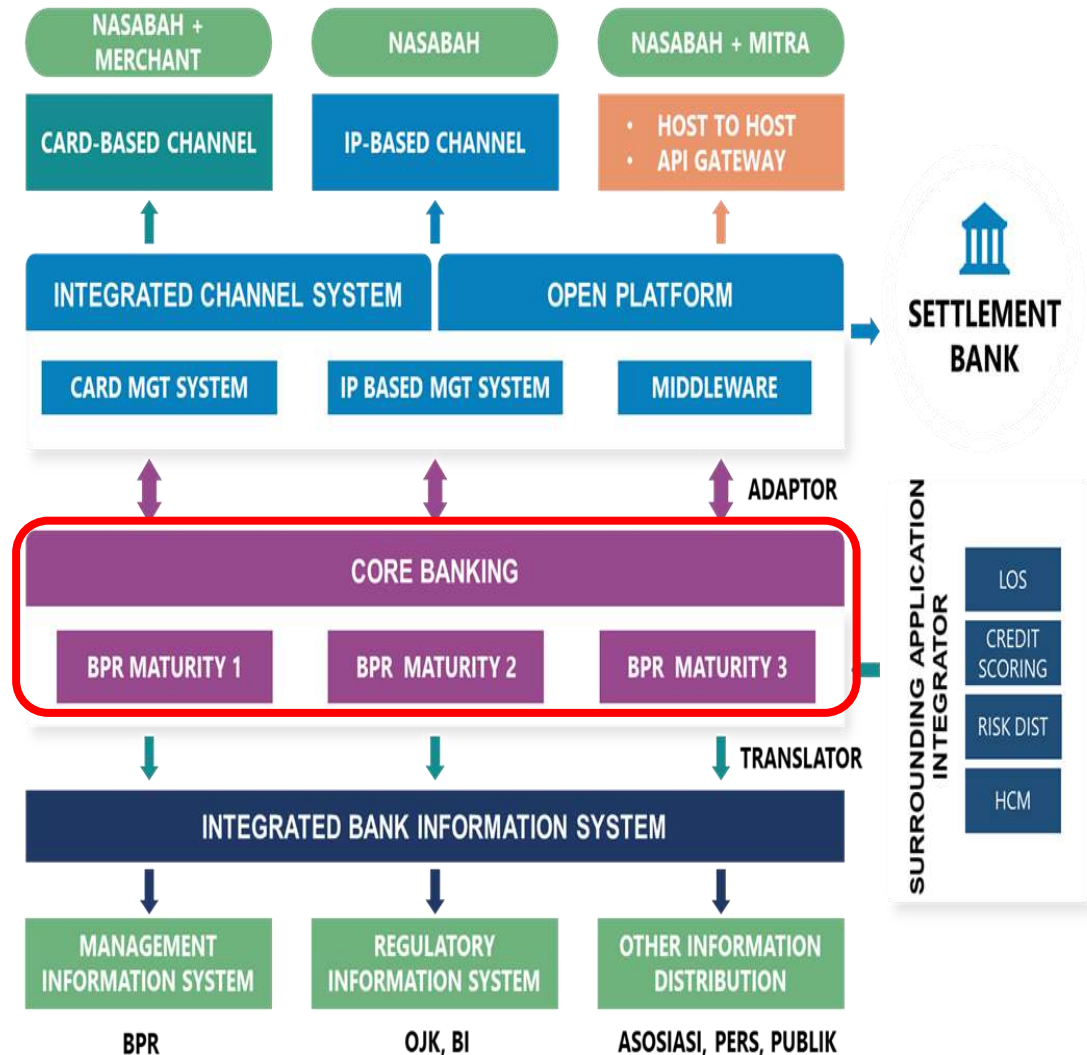 NASABAH +
MERCHANT
NASABAH
NASABAH + MITRA
CARD-BASED CHANNEL
IP-BASED CHANNEL
• HOST TO HOST
• API GATEWAY
INTEGRATED CHANNEL SYSTEM
OPEN PLATFORM
CARD MGT SYSTEM
IP BASED MGT SYSTEM
MIDDLEWARE
SETTLEMENT
BANK
ADAPTOR
CORE BANKING
BPR MATURITY 1
BPR MATURITY 2
BPR MATURITY 3
SURROUNDING APPLICATION
INTEGRATOR
LOS
CREDIT
SCORING
RISK DIST
HCM
TRANSLATOR
INTEGRATED BANK INFORMATION SYSTEM
MANAGEMENT
INFORMATION SYSTEM
REGULATORY
INFORMATION SYSTEM
OTHER INFORMATION
DISTRIBUTION
BPR
OJK, BI
ASOSIASI, PERS, PUBLIK